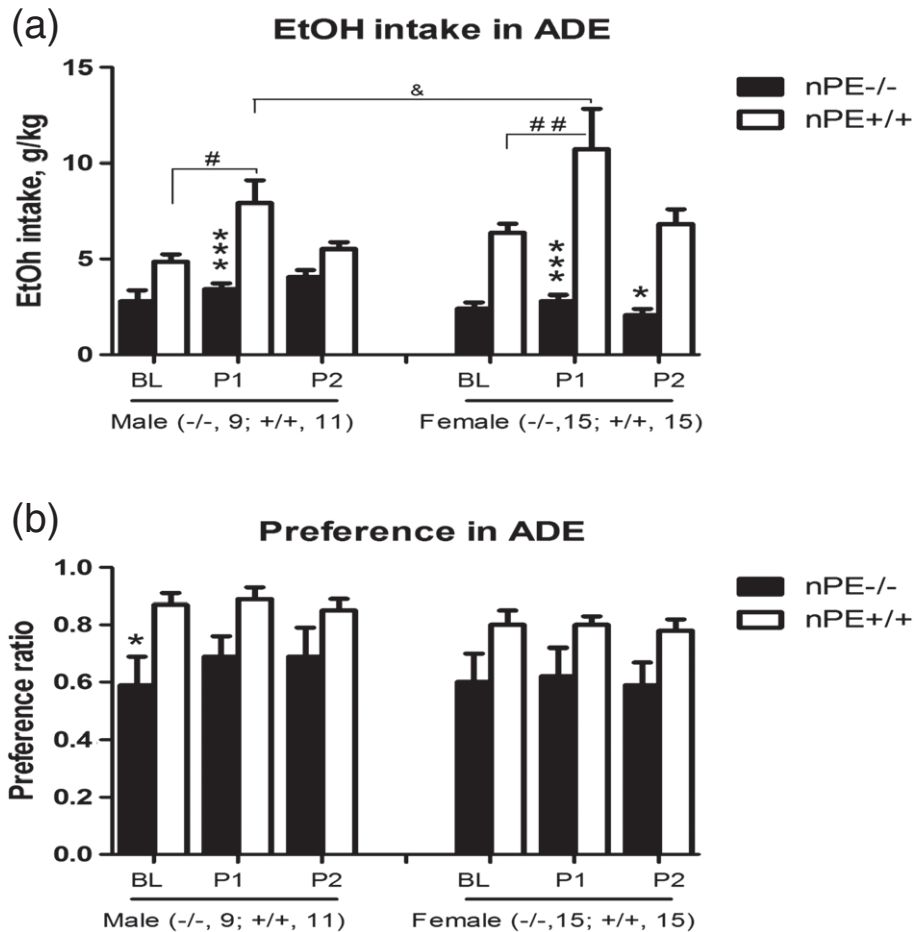 (a)
EtOH intake in ADE
EtOh intake, g/kg
15
10
5
0
&
#
##
***
***
*
nPE-/-
nPE+/+
BL P1 P2 BL P1 P2
Male (-/-, 9; +/+, 11) Female (-/-,15; +/+, 15)
(b)
Preference in ADE
Preference ratio
1.0
0.8
0.6
0.4
0.2
0.0
*
nPE-/-
nPE+/+
BL P1 P2 BL P1 P2
Male (-/-, 9; +/+, 11) Female (-/-,15; +/+, 15)